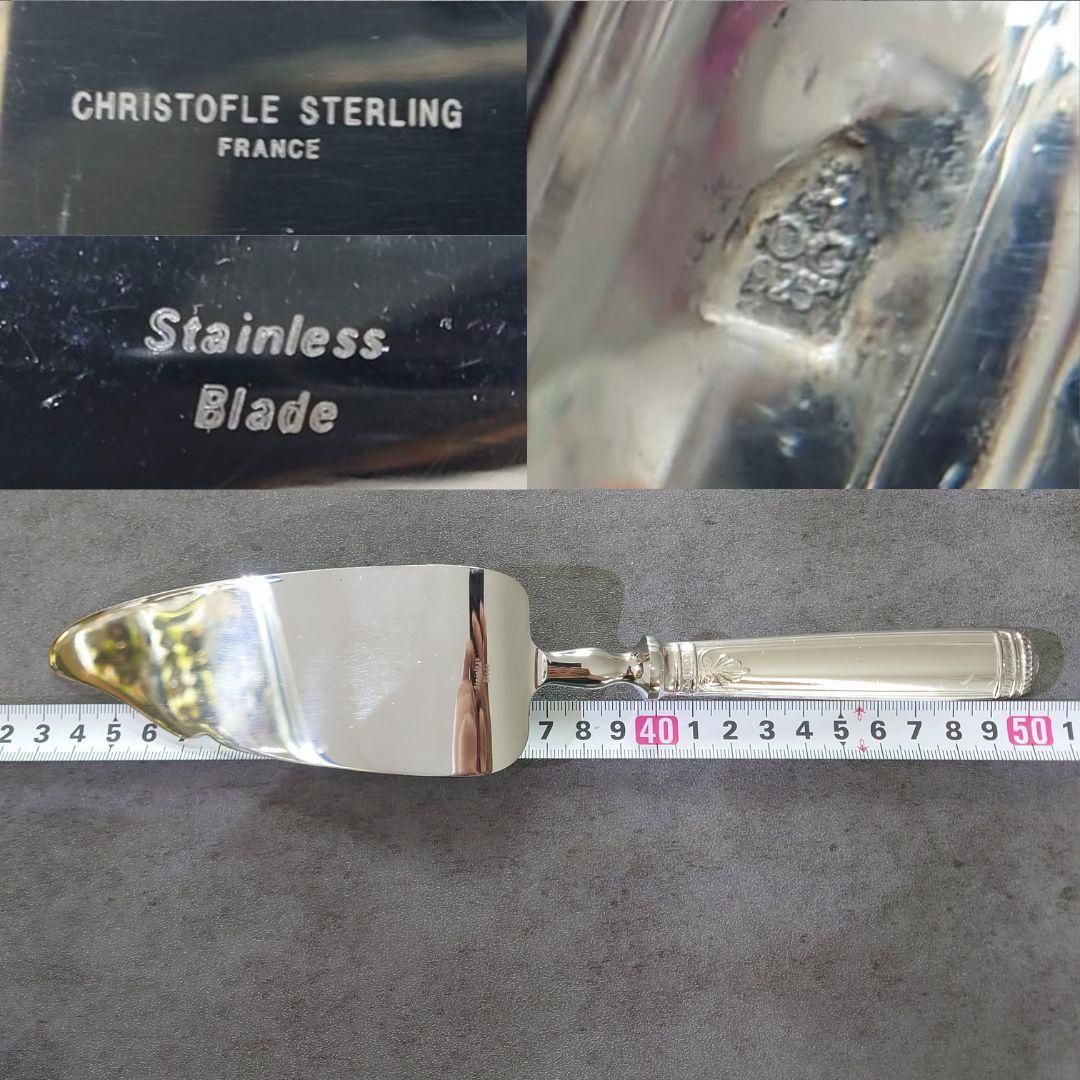 CHRISTOFLE STERLING
FRANCE
Stainless
Blade
2 3 4 5 6 7 8 9 40 1 2 3 4 5 6 7 8 9 50 1